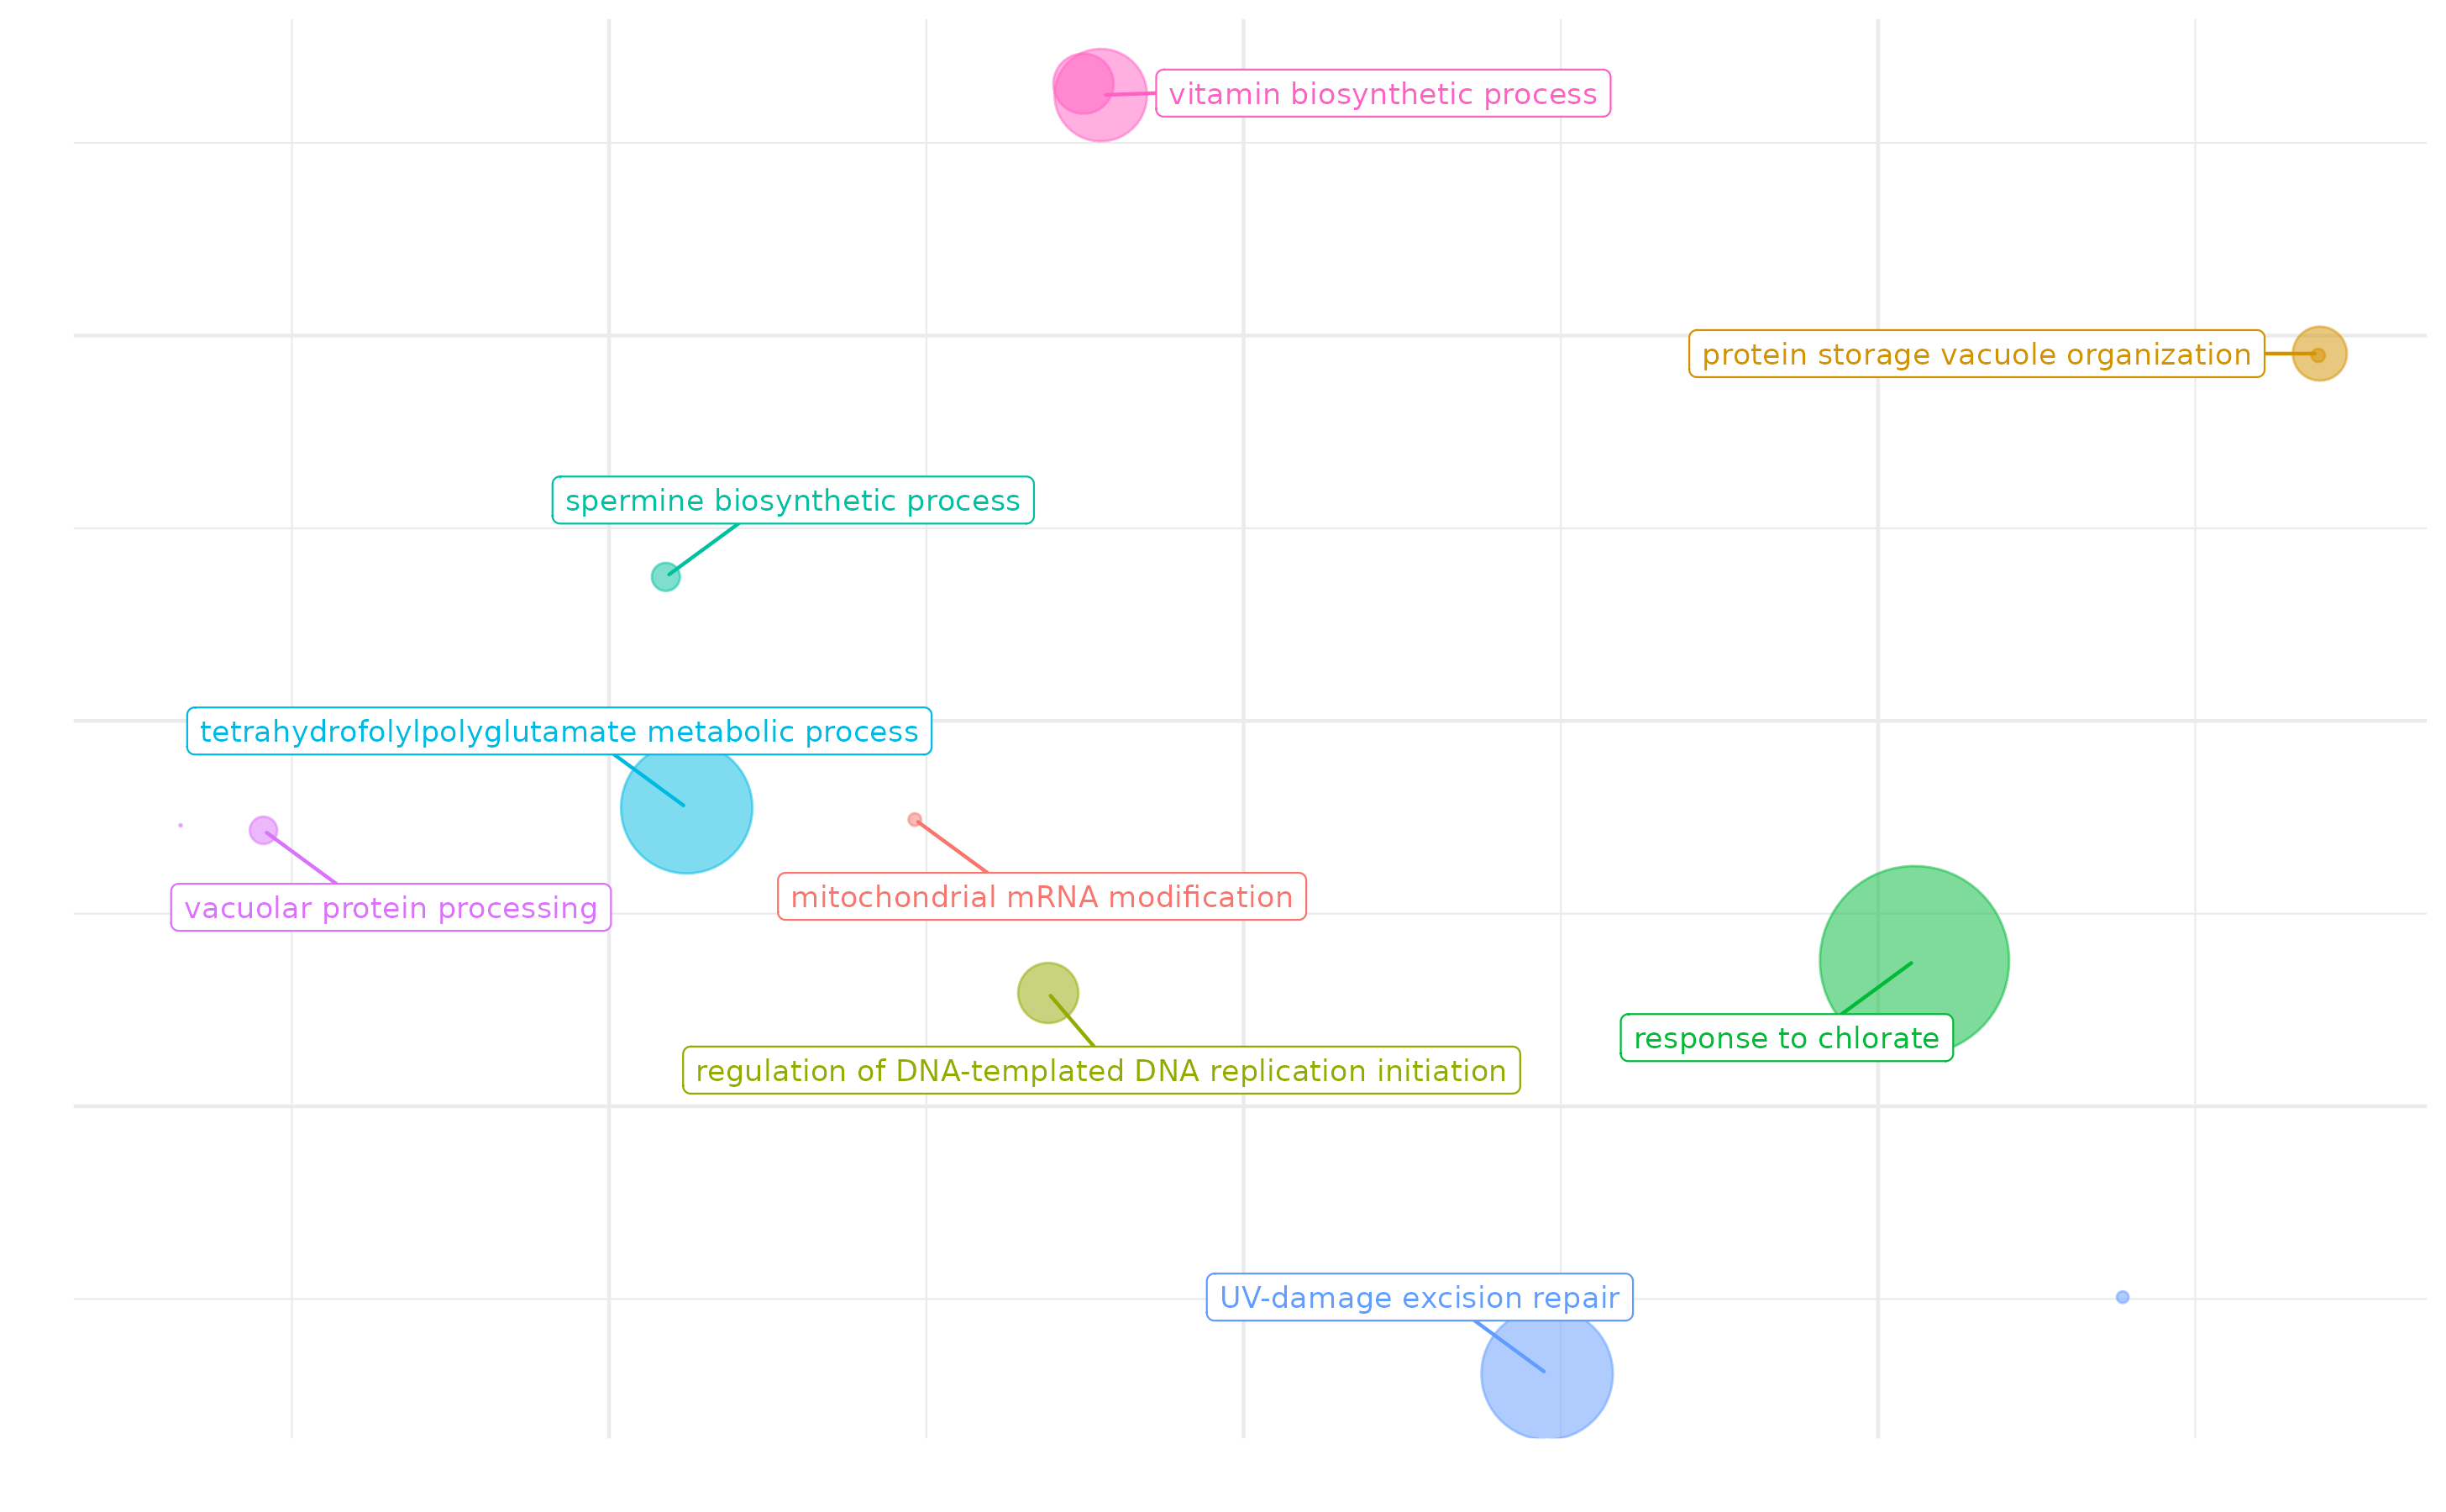 vitamin biosynthetic process
protein storage vacuole organization
spermine biosynthetic process
tetrahydrofolylpolyglutamate metabolic process
mitochondrial mRNA modification
vacuolar protein processing
response to chlorate
regulation of DNA-templated DNA replication initiation
UV-damage excision repair